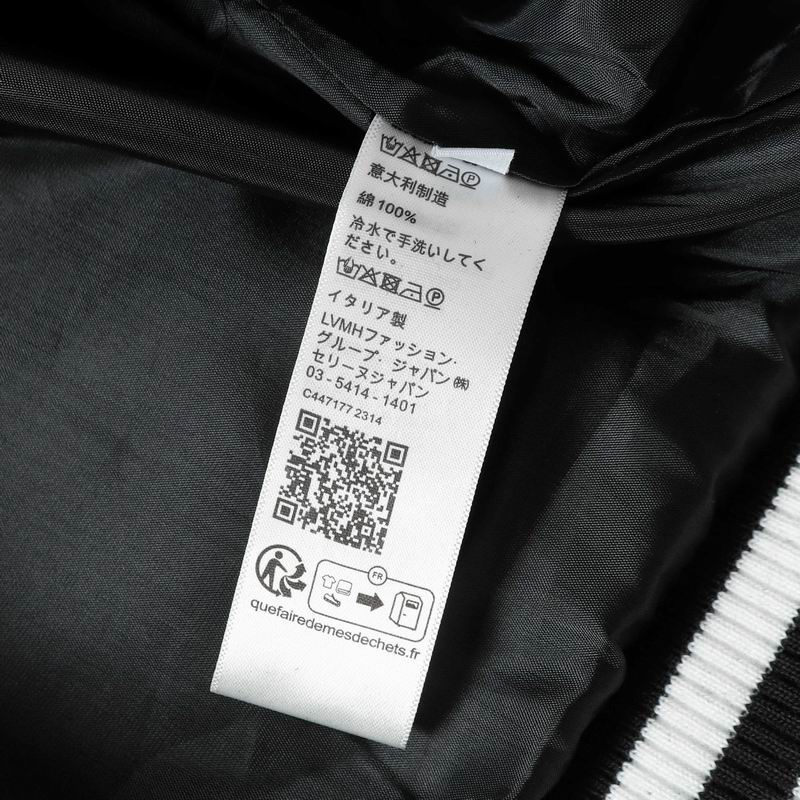 P
意大利制造
綿 100%
冷水で手洗いしてく
ださい。
P
イタリア製
LVMHファッション・
グループ. ジャパン ㈱
セリーヌジャパン
03 - 5414 - 1401
C447177 2314
FR
quefairedemesdechets.fr